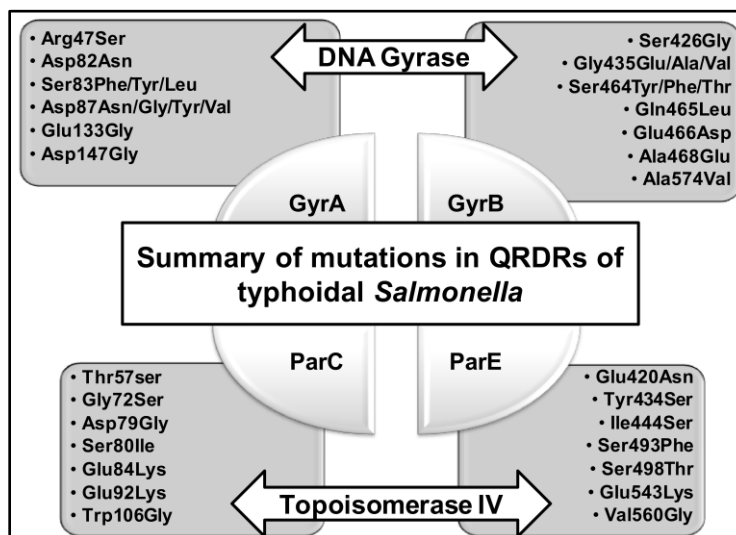 • Arg47Ser
• Asp82Asn
• Ser83Phe/Tyr/Leu
• Asp87Asn/Gly/Tyr/Val
• Glu133Gly
• Asp147Gly
DNA Gyrase
• Ser426Gly
• Gly435Glu/Ala/Val
• Ser464Tyr/Phe/Thr
• Gln465Leu
• Glu466Asp
• Ala468Glu
• Ala574Val
GyrA
GyrB
Summary of mutations in QRDRs of
typhoidal Salmonella
ParC
ParE
• Thr57ser
• Gly72Ser
• Asp79Gly
• Ser80Ile
• Glu84Lys
• Glu92Lys
• Trp106Gly
• Glu420Asn
• Tyr434Ser
• Ile444Ser
• Ser493Phe
• Ser498Thr
• Glu543Lys
• Val560Gly
Topoisomerase IV